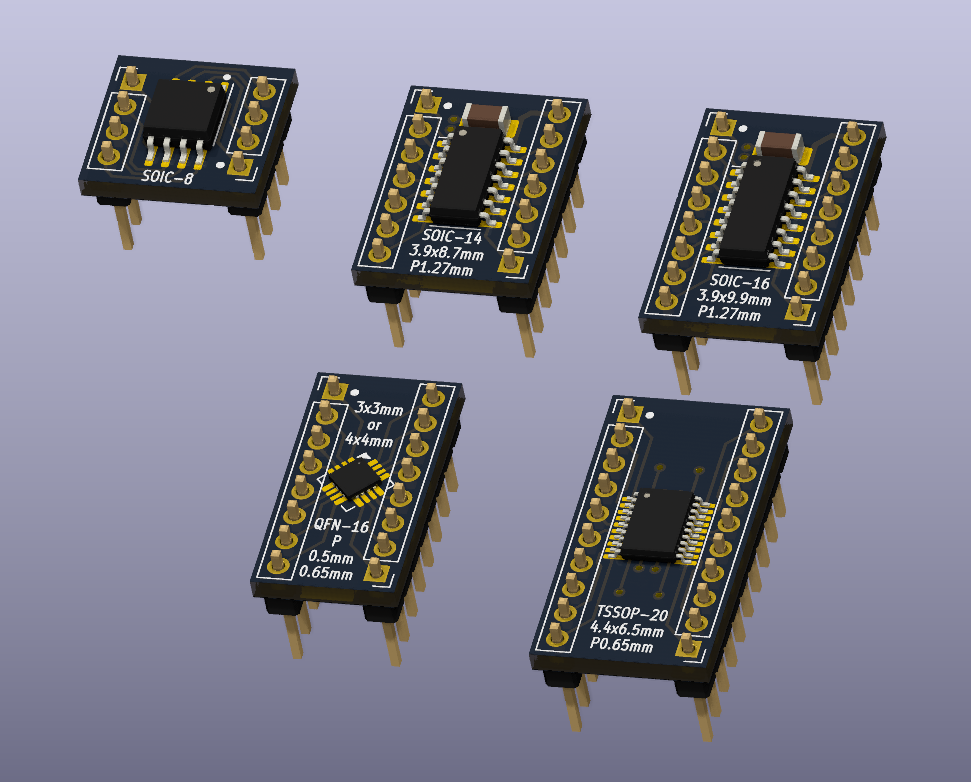 SOIC-8
SOIC-14
3.9x8.7mm
P1.27mm
SOIC-16
3.9x9.9mm
P1.27mm
3x3mm
or
4x4mm
QFN-16
P
0.5mm
0.65mm
TSSOP-20
4.4x6.5mm
P0.65mm